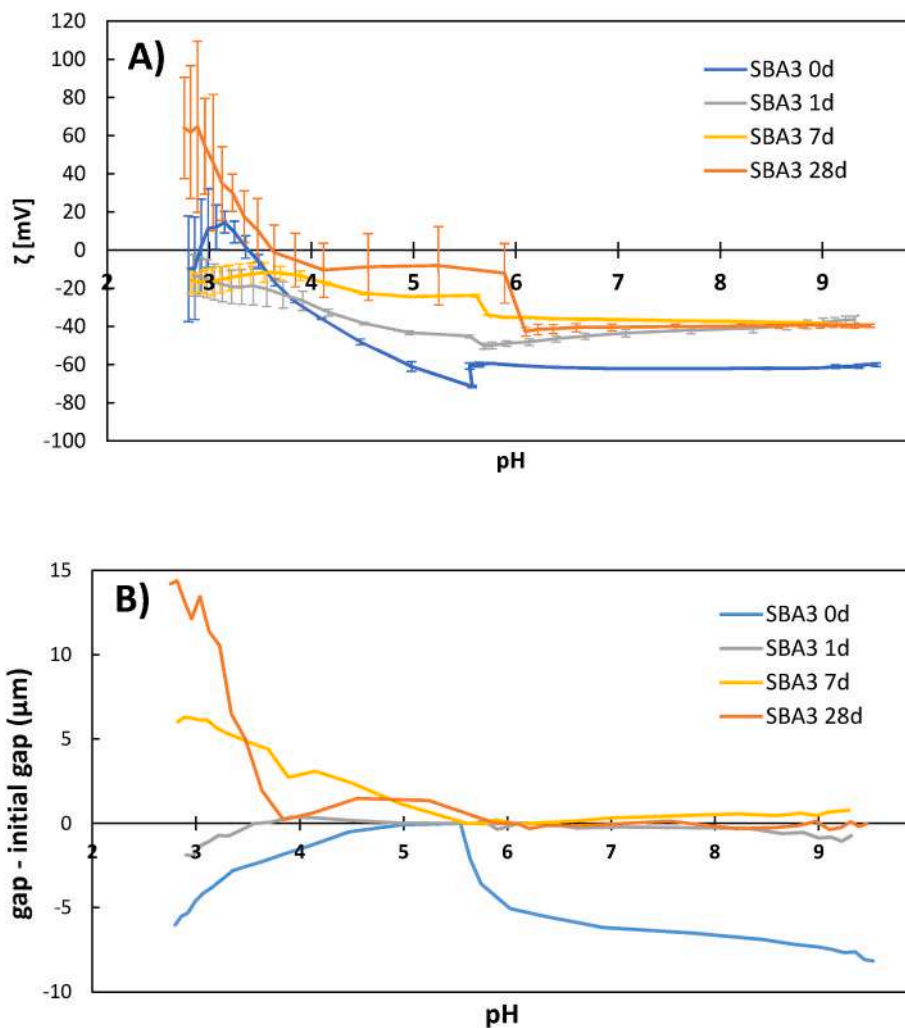 A)
120
100
80
60
40
20
0
-20
-40
-60
-80
-100
ζ [mV]
2 3 4 5 6 7 8 9
pH
SBA3 0d
SBA3 1d
SBA3 7d
SBA3 28d
B)
15
10
5
0
-5
-10
gap - initial gap (μm)
2 3 4 5 6 7 8 9
pH
SBA3 0d
SBA3 1d
SBA3 7d
SBA3 28d